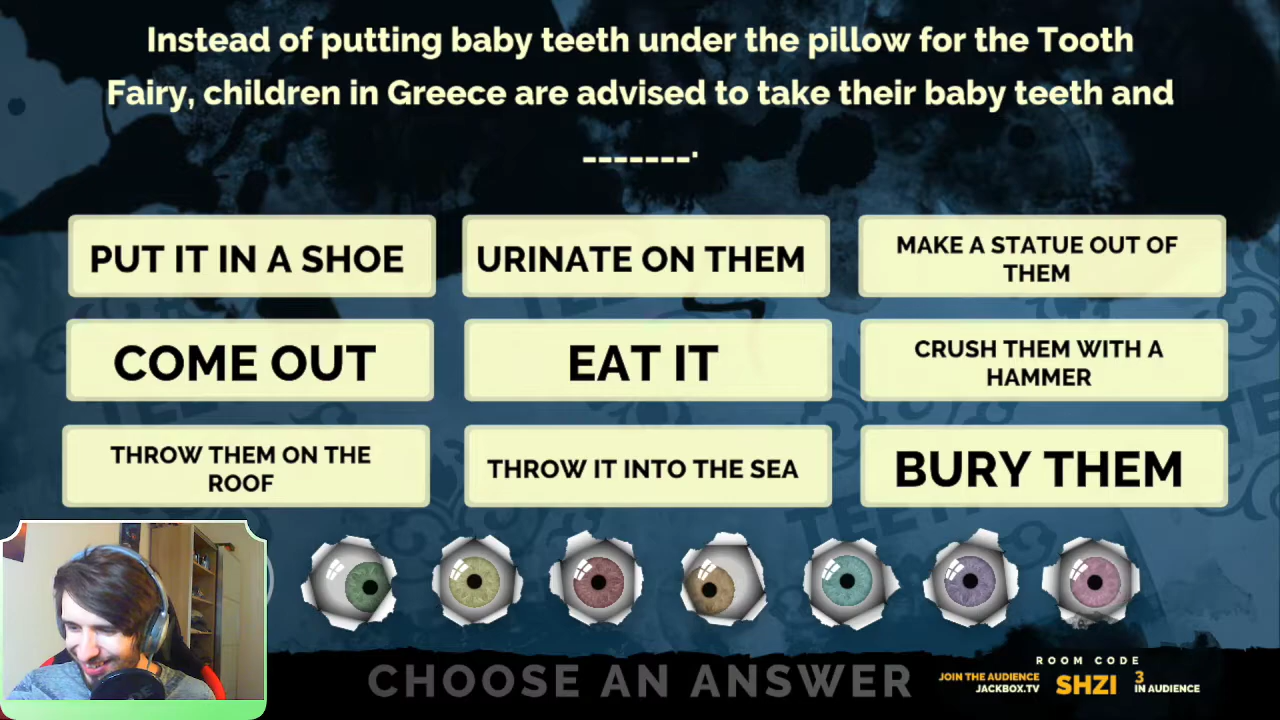 Instead of putting baby teeth under the pillow for the Tooth
Fairy, children in Greece are advised to take their baby teeth and
_______.
PUT IT IN A SHOE
URINATE ON THEM
MAKE A STATUE OUT OF
THEM
COME OUT
EAT IT
CRUSH THEM WITH A
HAMMER
THROW THEM ON THE
ROOF
THROW IT INTO THE SEA
BURY THEM
CHOOSE AN ANSWER
ROOM CODE
JOIN THE AUDIENCE
JACKBOX.TV
SHZI
3
IN AUDIENCE